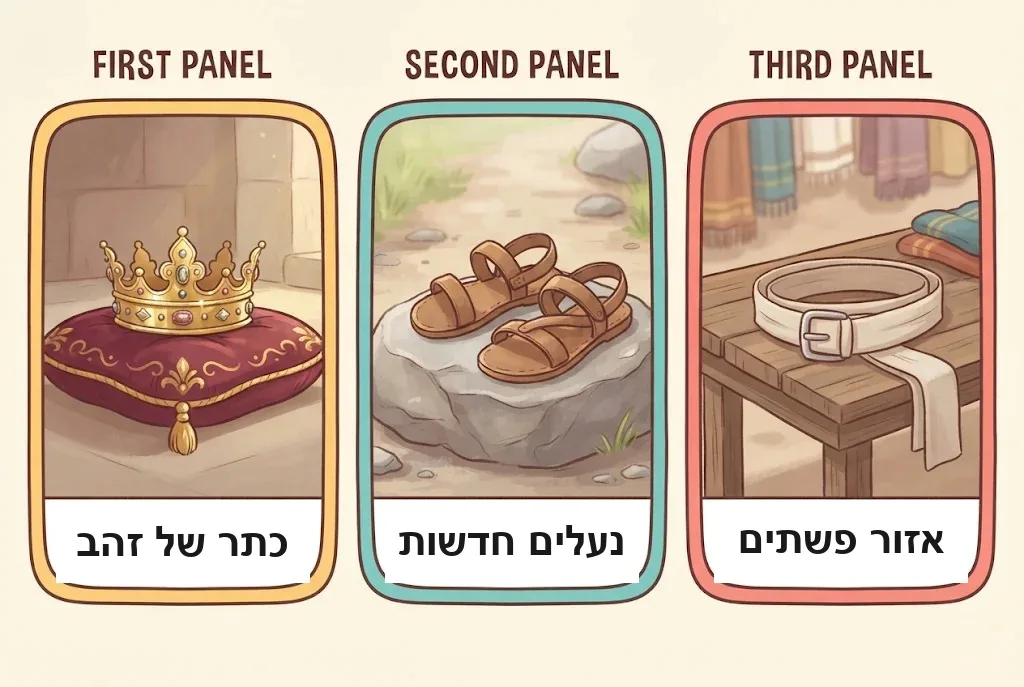 FIRST PANEL
SECOND PANEL
THIRD PANEL
כתר של זהב
נעלים חדשות
אזור פשתים